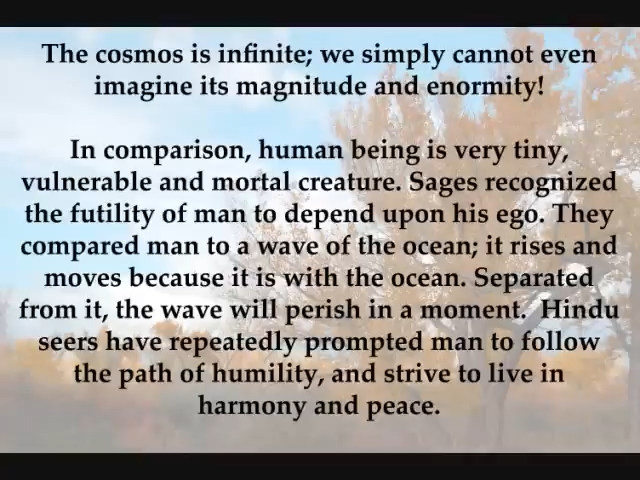 The cosmos is infinite; we simply cannot even
imagine its magnitude and enormity!
In comparison, human being is very tiny,
vulnerable and mortal creature. Sages recognized
the futility of man to depend upon his ego. They
compared man to a wave of the ocean; it rises and
moves because it is with the ocean. Separated
from it, the wave will perish in a moment.  Hindu
seers have repeatedly prompted man to follow
the path of humility, and strive to live in
harmony and peace.